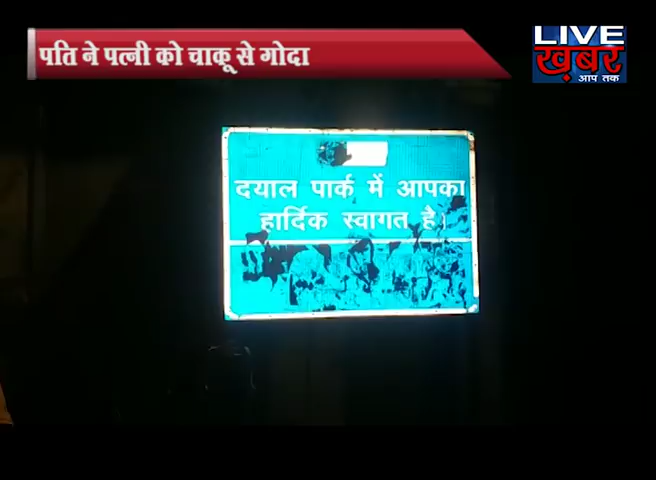 पति ने पत्नी को चाकू से गोदा
LIVE
ख़बर
आप तक
दयाल पार्क में आपका
हार्दिक स्वागत है।